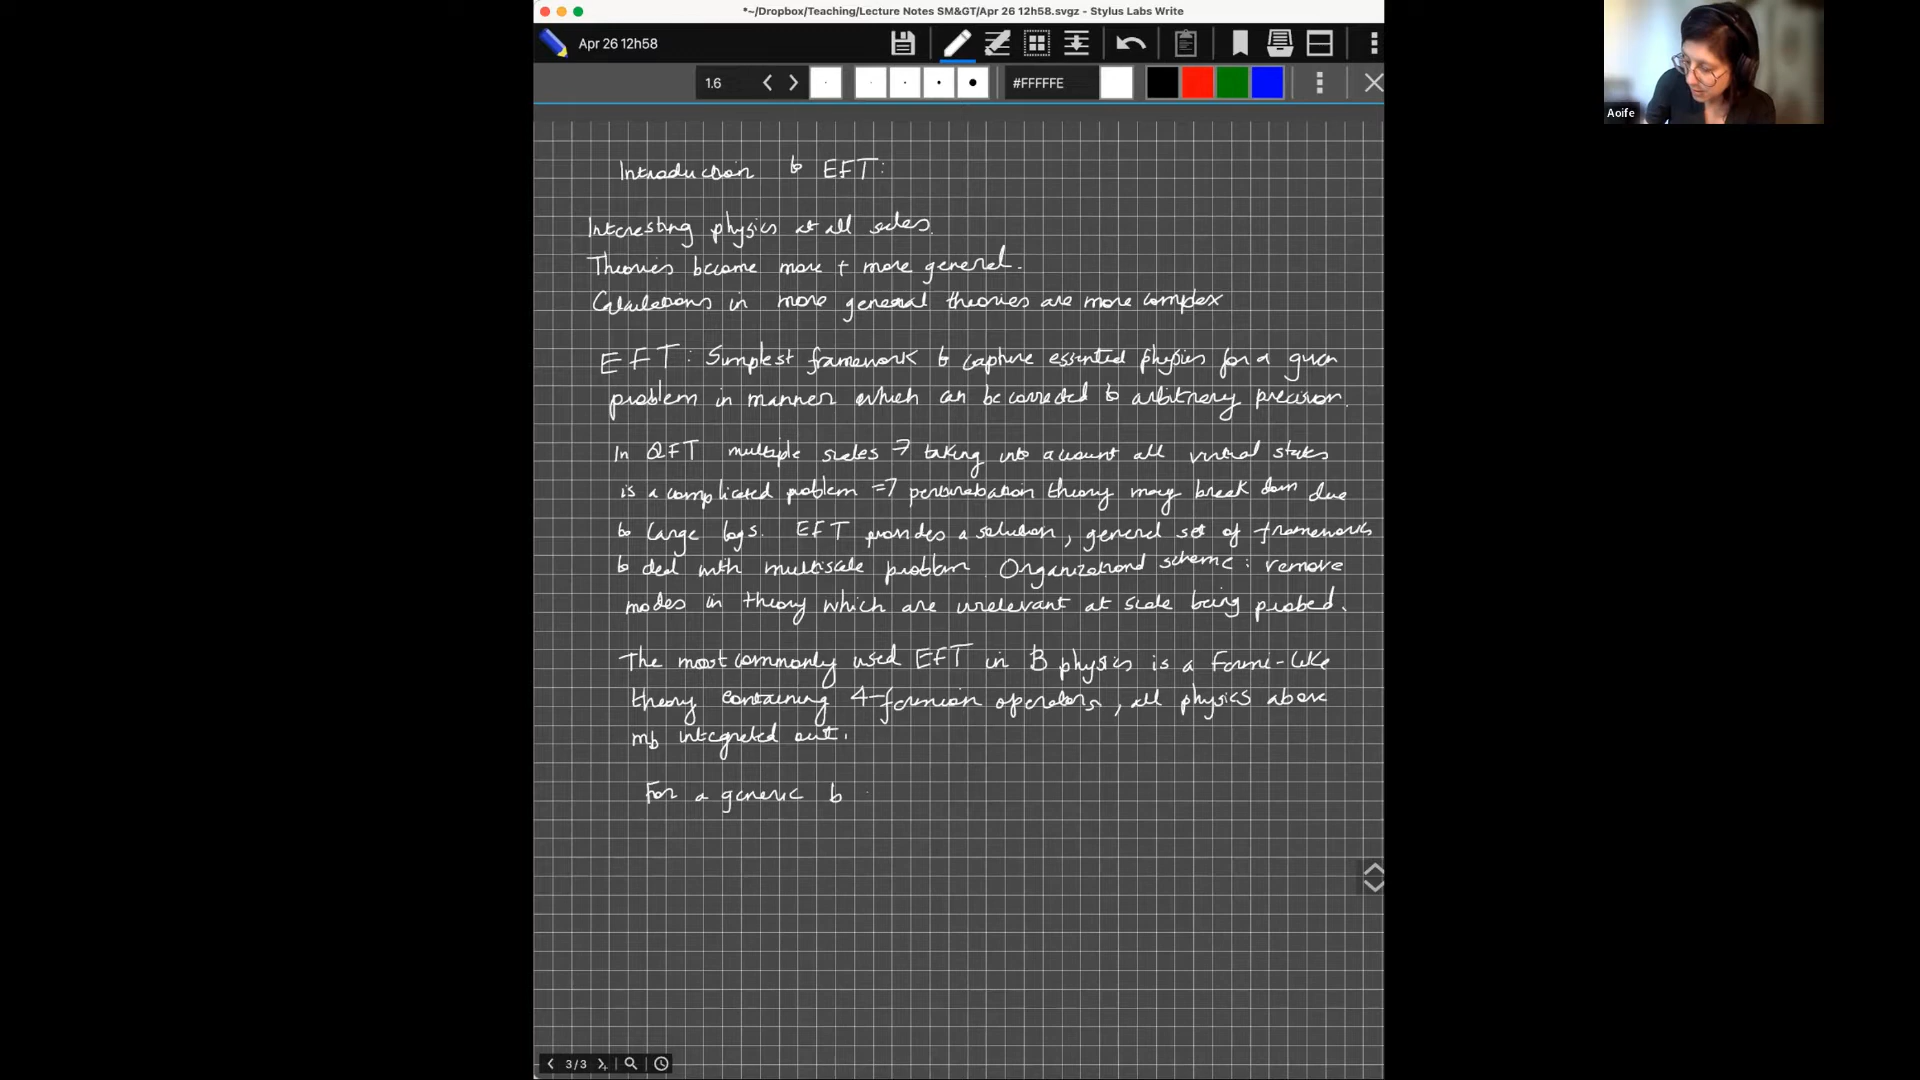 *~/Dropbox/Teaching/Lecture Notes SM&GT/Apr 26 12h58.svgz - Stylus Labs Write
Apr 26 12h58
1.6
#FFFFFE
Aoife
Introduction to EFT:
Interesting physics at all scales.
Theories become more + more general.
Calculations in more general theories are more complex
EFT: Simplest framework to capture essential physics for a given
problem in manner which can be corrected to arbitrary precision.
In QFT multiple scales → taking into account all virtual states
is a complicated problem => perturbation theory may break down due
to large logs. EFT provides a solution, general set of frameworks
to deal with multiscale problem. Organizational scheme: remove
modes in theory which are irrelevant at scale being probed.
The most commonly used EFT in B physics is a Fermi-like
theory containing 4-fermion operators, all physics above
mb integrated out.
For a generic b
3/3